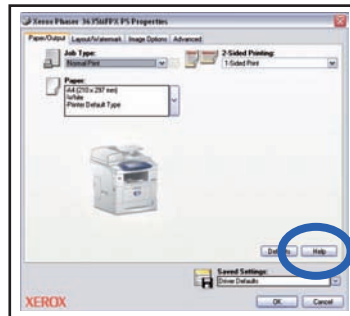 Xerox Phaser 3635MFPX PS Properties
Paper/Output Layout/Watermark Image Options Advanced
Job Type:
Normal Print
2-Sided Printing:
1-Sided Print
Paper:
-A4 (210 x 297 mm)
-White
-Printer Default Type
Defaults
Help
Saved Settings:
Driver Defaults
XEROX
OK
Cancel